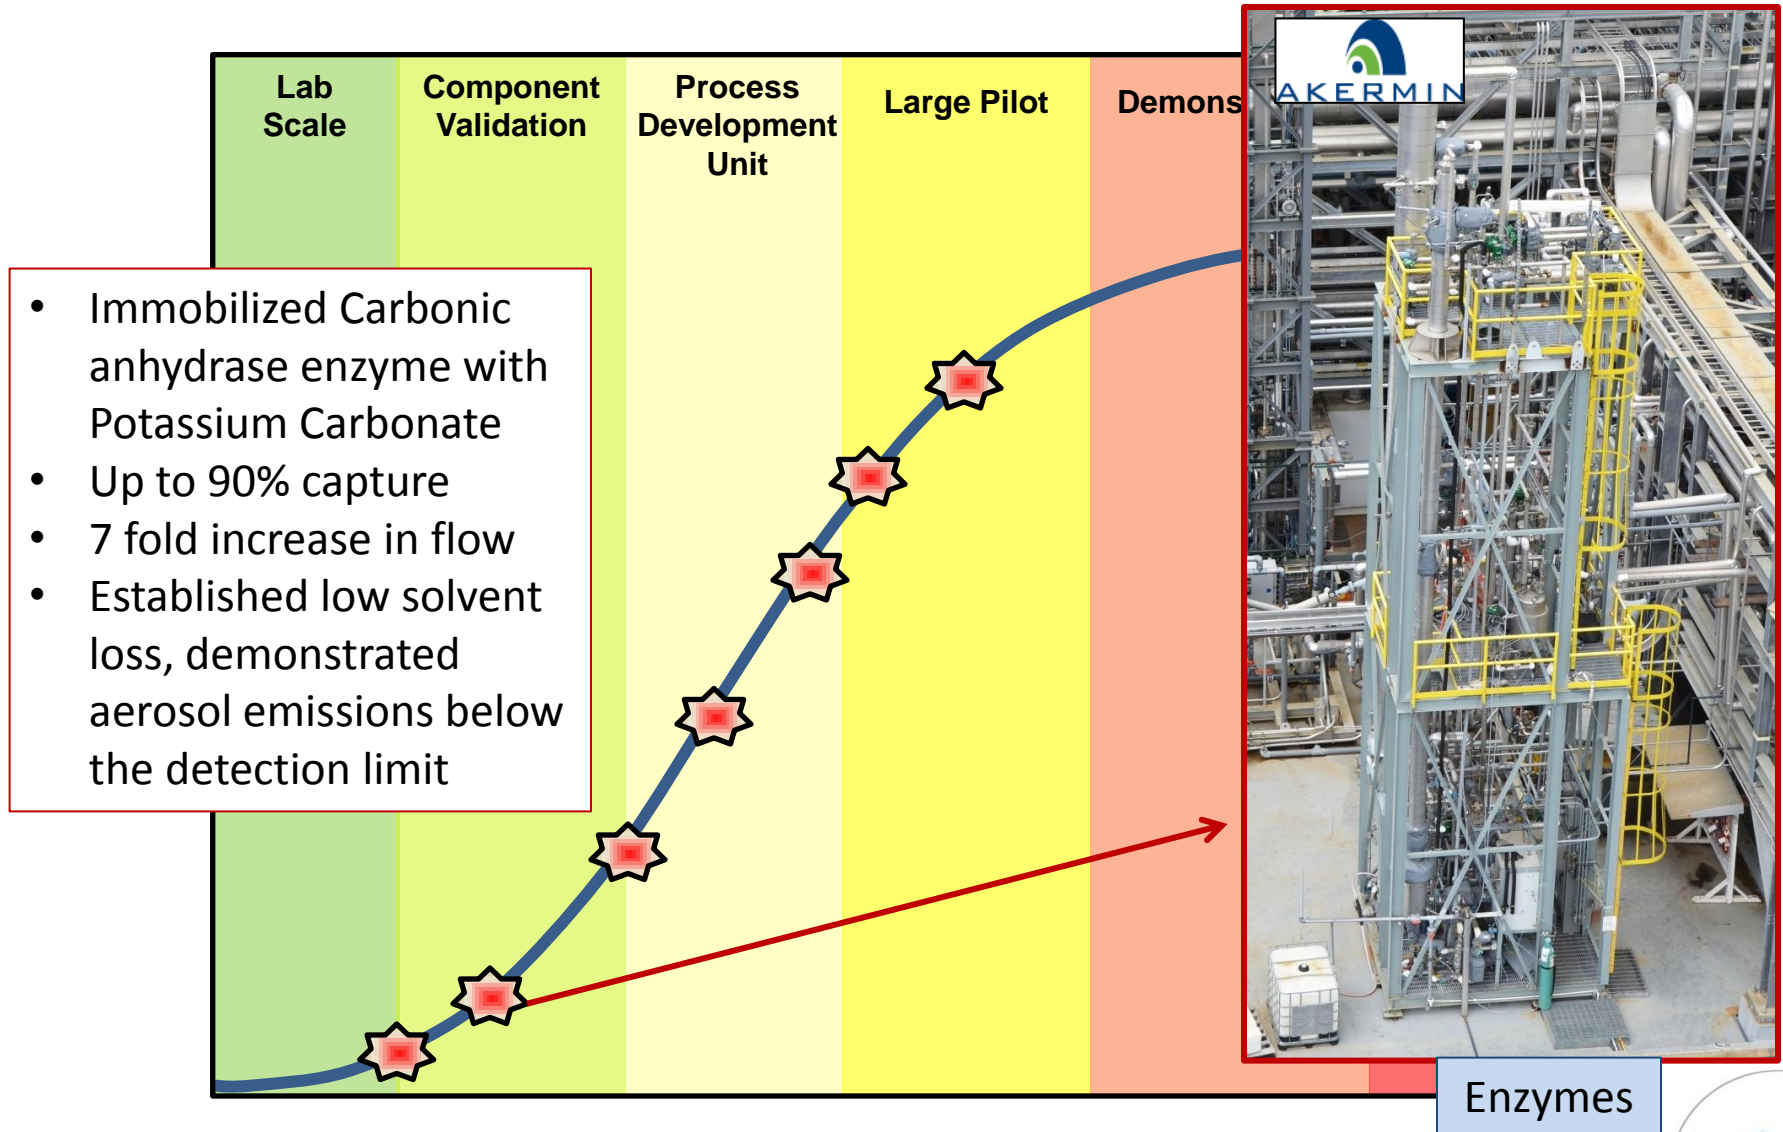 Lab
Scale
Component
Validation
Process
Development
Unit
Large Pilot
Demons
AKERMIN
• Immobilized Carbonic
anhydrase enzyme with
Potassium Carbonate
• Up to 90% capture
• 7 fold increase in flow
• Established low solvent
loss, demonstrated
aerosol emissions below
the detection limit
Enzymes